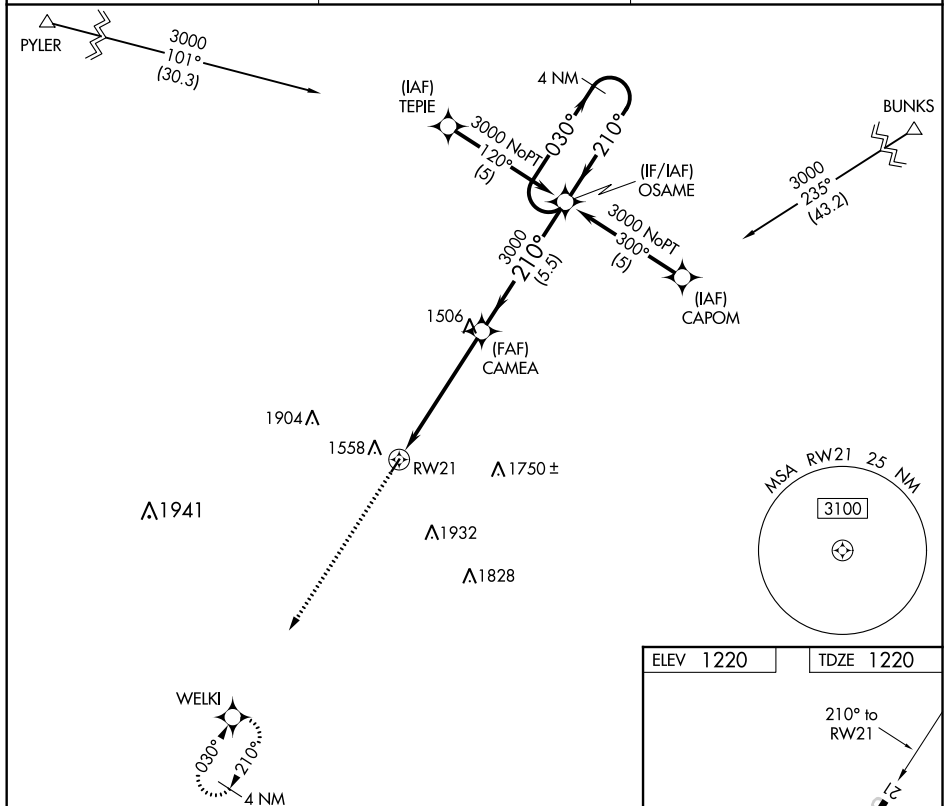 PYLER
3000
101°
(30.3)
(IAF)
TEPIE
3000 NoPT
120°
(5)
4 NM
030°
210°
(IF/IAF)
OSAME
BUNKS
3000
235°
(43.2)
3000 NoPT
300°
(5)
(IAF)
CAPOM
3000
210°
(5.5)
1506
(FAF)
CAMEA
1904
1558
RW21
1750 ±
1941
1932
1828
MSA RW21 25 NM
3100
WELKI
030°
210°
4 NM
ELEV 1220
TDZE 1220
210° to
RW21
21